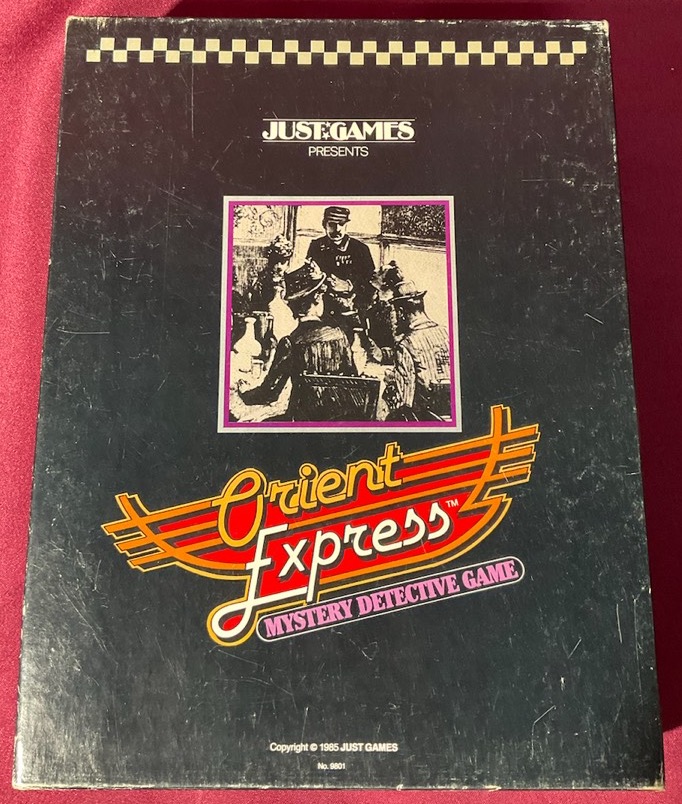 JUST GAMES
PRESENTS
Orient
Express™
MYSTERY DETECTIVE GAME
Copyright © 1985 JUST GAMES
No. 9801